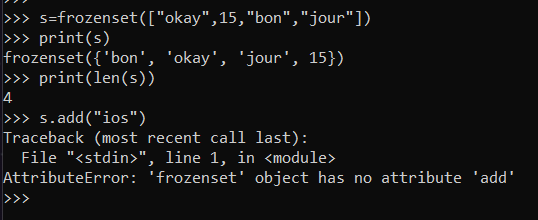 >>> s=frozenset(["okay",15,"bon","jour"])
>>> print(s)
frozenset({'bon', 'okay', 'jour', 15})
>>> print(len(s))
4
>>> s.add("ios")
Traceback (most recent call last):
  File "<stdin>", line 1, in <module>
AttributeError: 'frozenset' object has no attribute 'add'
>>>